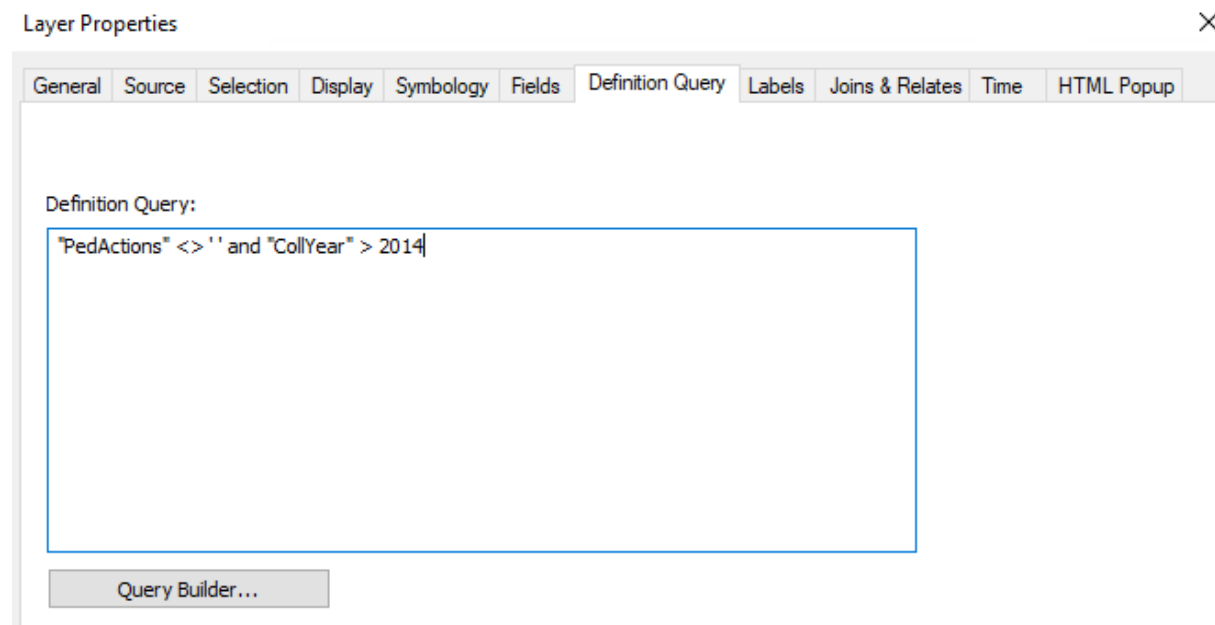 Layer Properties
General Source Selection Display Symbology Fields Definition Query Labels Joins & Relates Time HTML Popup
Definition Query:
"PedActions" <> ' ' and "CollYear" > 2014
Query Builder...